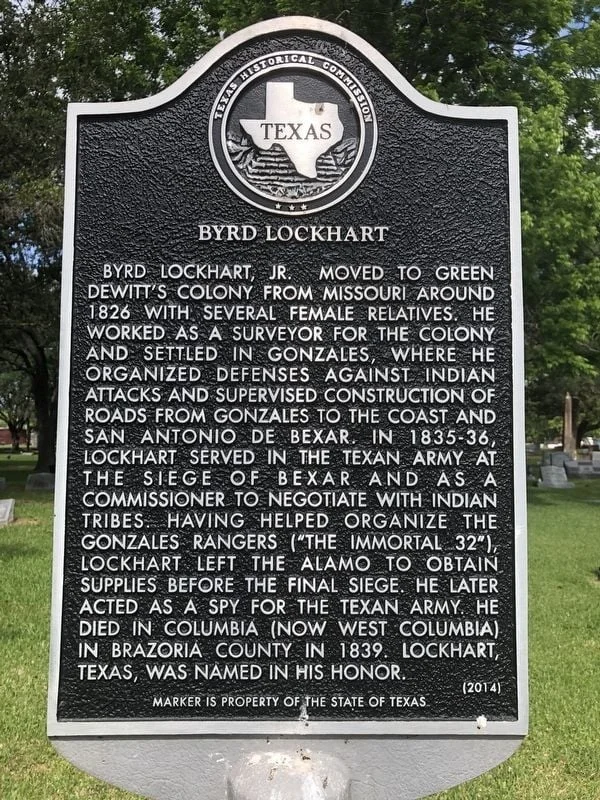 TEXAS HISTORICAL COMMISSION
TEXAS
BYRD LOCKHART
BYRD LOCKHART, JR. MOVED TO GREEN
DEWITT'S COLONY FROM MISSOURI AROUND
1826 WITH SEVERAL FEMALE RELATIVES. HE
WORKED AS A SURVEYOR FOR THE COLONY
AND SETTLED IN GONZALES, WHERE HE
ORGANIZED DEFENSES AGAINST INDIAN
ATTACKS AND SUPERVISED CONSTRUCTION OF
ROADS FROM GONZALES TO THE COAST AND
SAN ANTONIO DE BEXAR. IN 1835-36,
LOCKHART SERVED IN THE TEXAN ARMY AT
THE SIEGE OF BEXAR AND AS A
COMMISSIONER TO NEGOTIATE WITH INDIAN
TRIBES. HAVING HELPED ORGANIZE THE
GONZALES RANGERS ("THE IMMORTAL 32"),
LOCKHART LEFT THE ALAMO TO OBTAIN
SUPPLIES BEFORE THE FINAL SIEGE. HE LATER
ACTED AS A SPY FOR THE TEXAN ARMY. HE
DIED IN COLUMBIA (NOW WEST COLUMBIA)
IN BRAZORIA COUNTY IN 1839. LOCKHART,
TEXAS, WAS NAMED IN HIS HONOR.
(2014)
MARKER IS PROPERTY OF THE STATE OF TEXAS